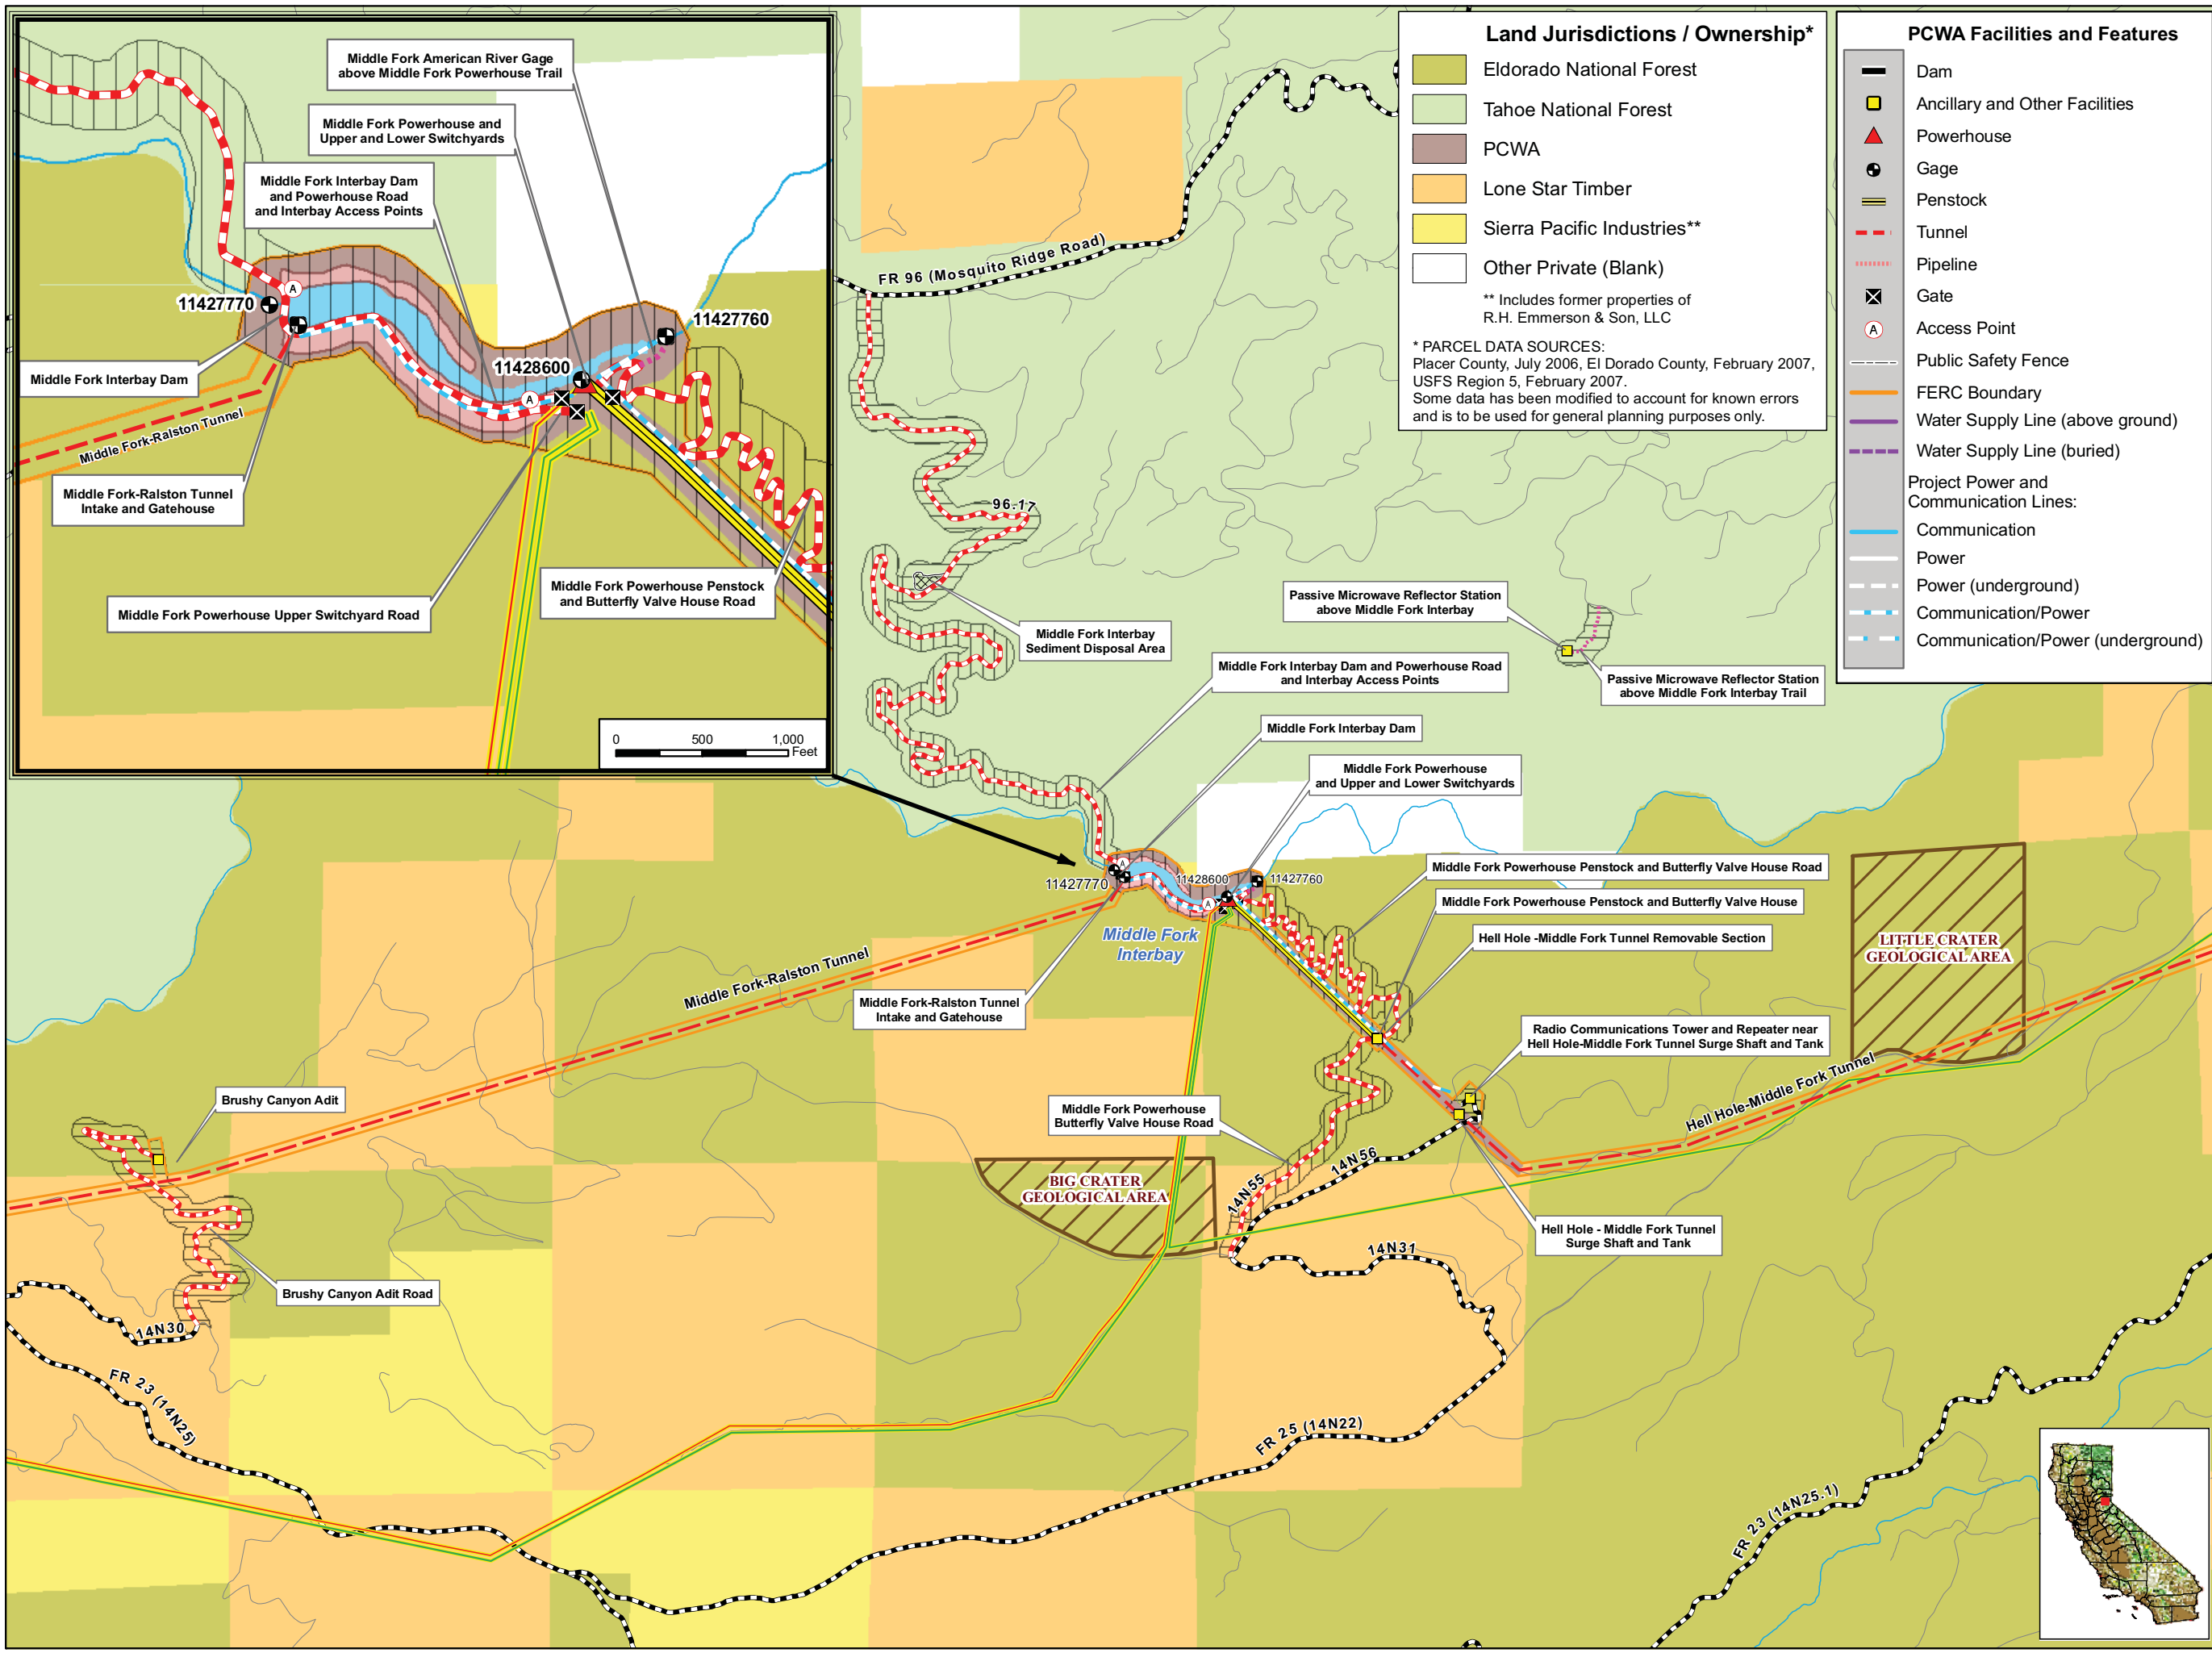 Middle Fork American River Gage
above Middle Fork Powerhouse Trail
Middle Fork Powerhouse and
Upper and Lower Switchyards
Middle Fork Interbay Dam
and Powerhouse Road
and Interbay Access Points
11427770
A
11427760
11428600
A
Middle Fork Interbay Dam
Middle Fork-Ralston Tunnel
Middle Fork-Ralston Tunnel
Intake and Gatehouse
Middle Fork Powerhouse Upper Switchyard Road
Middle Fork Powerhouse Penstock
and Butterfly Valve House Road
0 500 1,000
Feet
Land Jurisdictions / Ownership*
Eldorado National Forest
Tahoe National Forest
PCWA
Lone Star Timber
Sierra Pacific Industries**
Other Private (Blank)
** Includes former properties of
R.H. Emmerson & Son, LLC
* PARCEL DATA SOURCES:
Placer County, July 2006, El Dorado County, February 2007,
USFS Region 5, February 2007.
Some data has been modified to account for known errors
and is to be used for general planning purposes only.
PCWA Facilities and Features
Dam
Ancillary and Other Facilities
Powerhouse
Gage
Penstock
Tunnel
Pipeline
Gate
A Access Point
Public Safety Fence
FERC Boundary
Water Supply Line (above ground)
Water Supply Line (buried)
Project Power and
Communication Lines:
Communication
Power
Power (underground)
Communication/Power
Communication/Power (underground)
FR 96 (Mosquito Ridge Road)
96.17
Middle Fork Interbay
Sediment Disposal Area
Passive Microwave Reflector Station
above Middle Fork Interbay
Passive Microwave Reflector Station
above Middle Fork Interbay Trail
Middle Fork Interbay Dam and Powerhouse Road
and Interbay Access Points
Middle Fork Interbay Dam
Middle Fork Powerhouse
and Upper and Lower Switchyards
A
11427770
11428600
11427760
A
Middle Fork
Interbay
Middle Fork Powerhouse Penstock and Butterfly Valve House Road
Middle Fork Powerhouse Penstock and Butterfly Valve House
Hell Hole -Middle Fork Tunnel Removable Section
LITTLE CRATER
GEOLOGICAL AREA
Middle Fork-Ralston Tunnel
Middle Fork-Ralston Tunnel
Intake and Gatehouse
Radio Communications Tower and Repeater near
Hell Hole-Middle Fork Tunnel Surge Shaft and Tank
Hell Hole-Middle Fork Tunnel
Brushy Canyon Adit
Middle Fork Powerhouse
Butterfly Valve House Road
14N56
14N55
BIG CRATER
GEOLOGICAL AREA
Hell Hole - Middle Fork Tunnel
Surge Shaft and Tank
14N31
Brushy Canyon Adit Road
14N30
FR 23 (14N25)
FR 25 (14N22)
FR 23 (14N25.1)